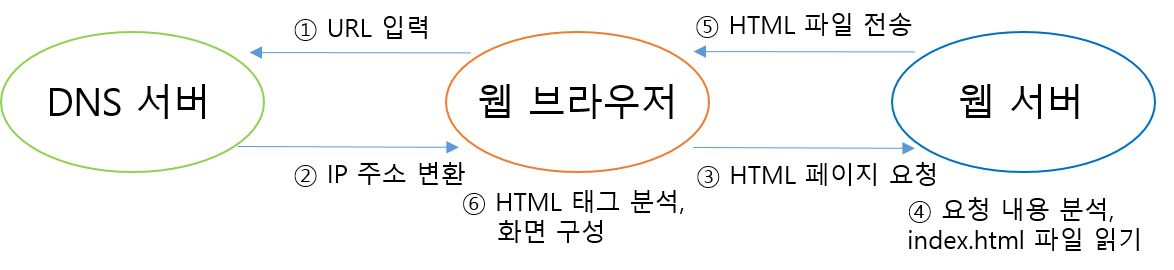 ① URL 입력
⑤ HTML 파일 전송
DNS 서버
웹 브라우저
웹 서버
② IP 주소 변환
③ HTML 페이지 요청
⑥ HTML 태그 분석,
화면 구성
④ 요청 내용 분석,
index.html 파일 읽기